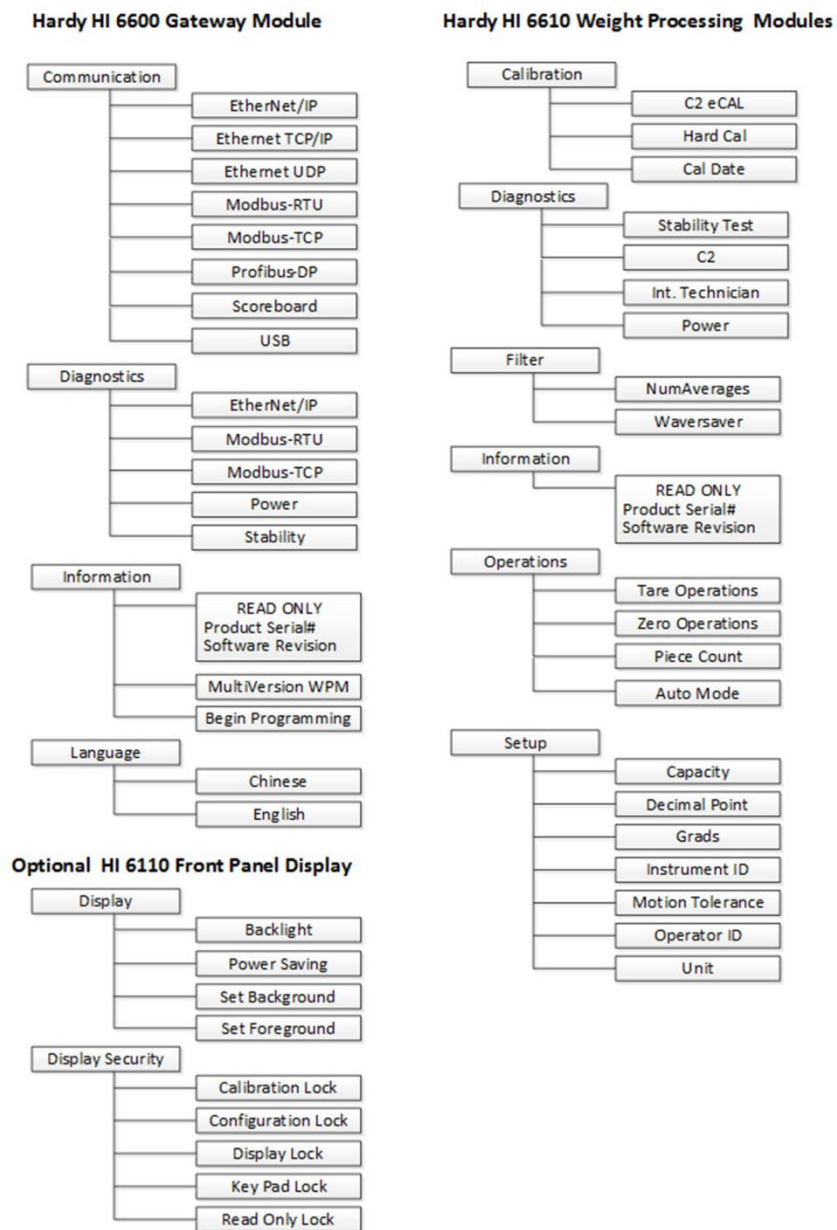 Hardy HI 6600 Gateway Module
Communication
EtherNet/IP
Ethernet TCP/IP
Ethernet UDP
Modbus-RTU
Modbus-TCP
Profibus-DP
Scoreboard
USB
Diagnostics
EtherNet/IP
Modbus-RTU
Modbus-TCP
Power
Stability
Information
READ ONLY
Product Serial#
Software Revision
MultiVersion WPM
Begin Programming
Language
Chinese
English
Optional HI 6110 Front Panel Display
Display
Backlight
Power Saving
Set Background
Set Foreground
Display Security
Calibration Lock
Configuration Lock
Display Lock
Key Pad Lock
Read Only Lock
Hardy HI 6610 Weight Processing Modules
Calibration
C2 eCAL
Hard Cal
Cal Date
Diagnostics
Stability Test
C2
Int. Technician
Power
Filter
NumAverages
Waversaver
Information
READ ONLY
Product Serial#
Software Revision
Operations
Tare Operations
Zero Operations
Piece Count
Auto Mode
Setup
Capacity
Decimal Point
Grads
Instrument ID
Motion Tolerance
Operator ID
Unit